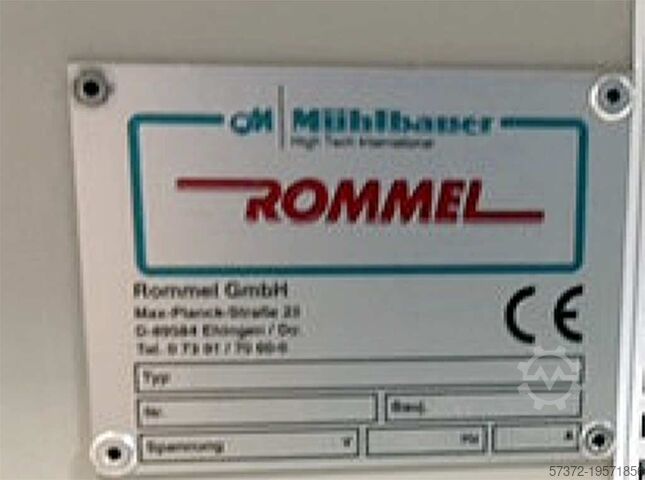 M Mühlbauer
High Tech International
ROMMEL
Rommel GmbH
Max-Planck-Straße 23
D-89584 Ehingen / Do.
Tel. 0 73 91 / 70 60-0
CE
Typ
Nr. Bauj.
Spannung V Hz A
57372-1957185